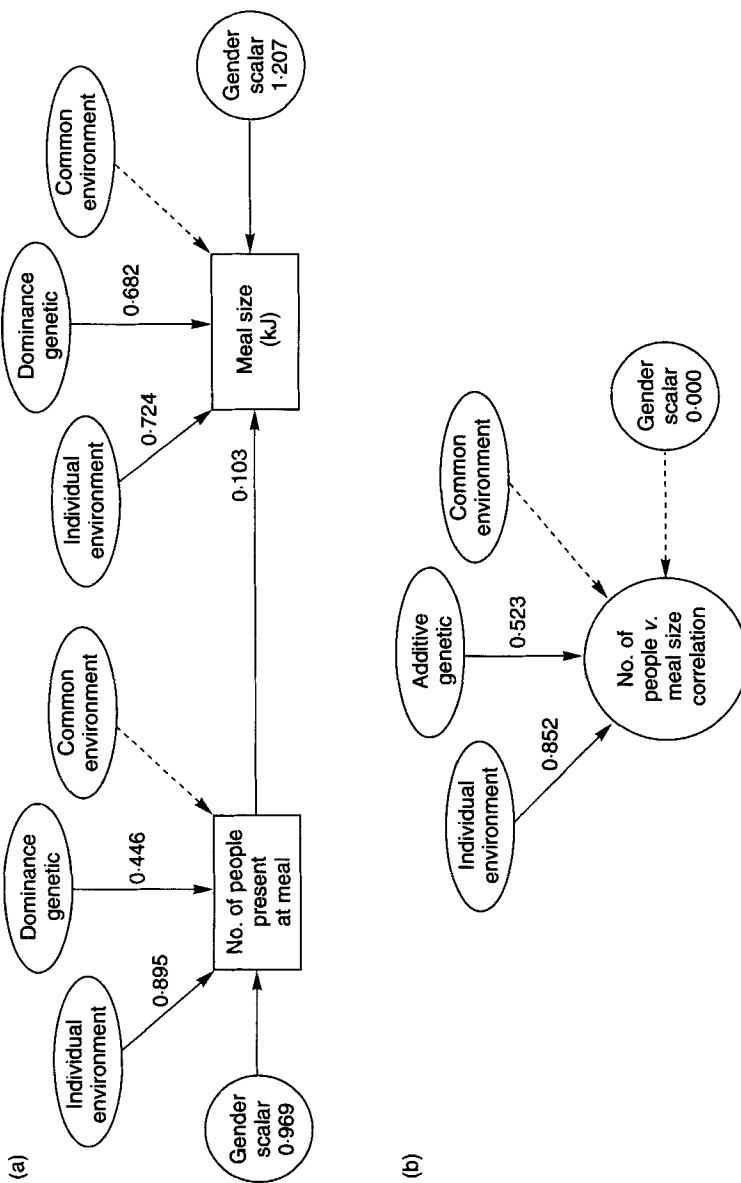 (a)
Individual
environment
0·895
Dominance
genetic
0·446
Common
environment
Gender
scalar
0·969
No. of people
present
at meal
0·103
Individual
environment
0·724
Dominance
genetic
0·682
Common
environment
Meal size
(kJ)
Gender
scalar
1·207
(b)
Individual
environment
0·852
Additive
genetic
0·523
Common
environment
No. of
people v.
meal size
correlation
Gender
scalar
0·000